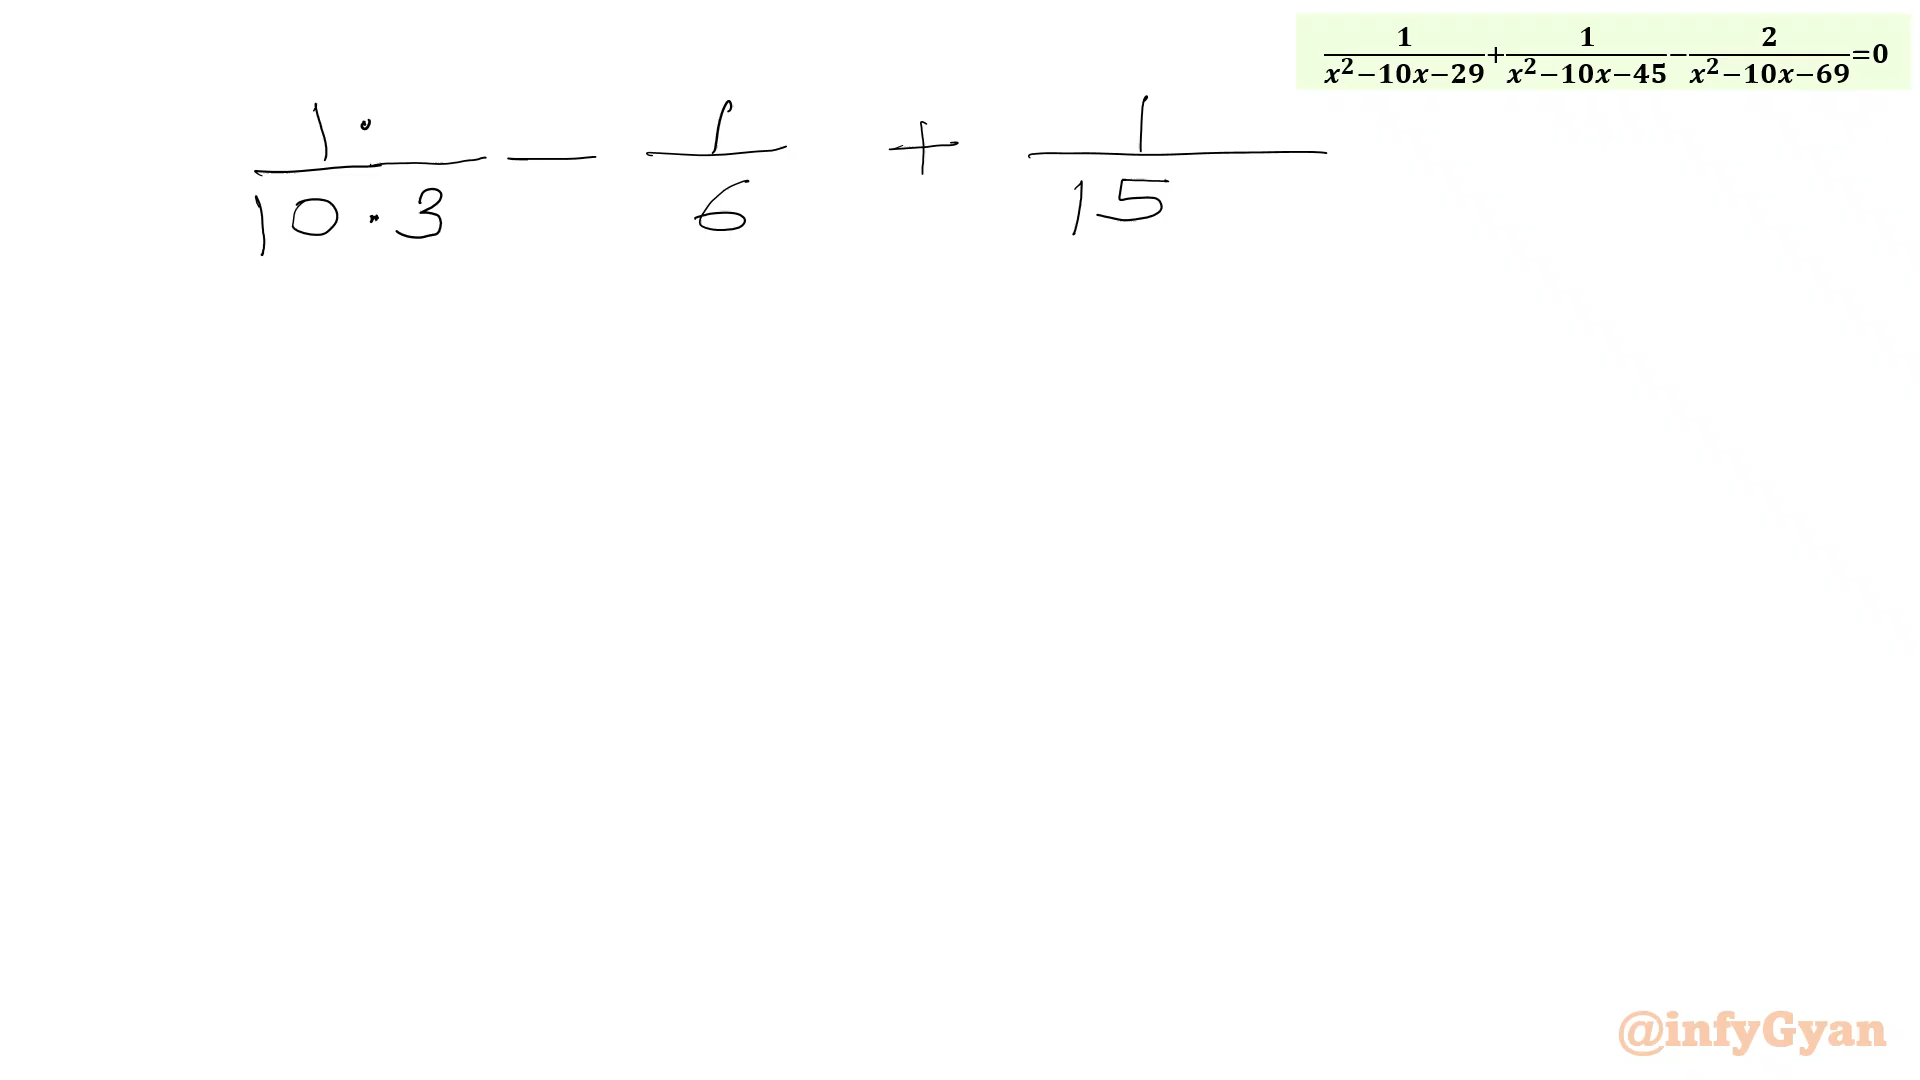 1/(x²−10x−29) + 1/(x²−10x−45) − 2/(x²−10x−69) = 0
1·/(10·3) − 1/6 + 1/15
@infyGyan